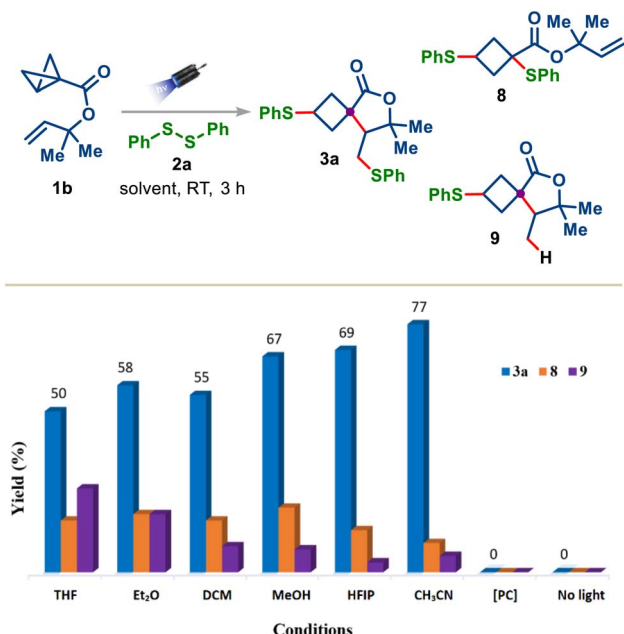 1b
O
O
Me
Me
hν
Ph
S
S
Ph
2a
solvent, RT, 3 h
PhS
O
O
Me
Me
SPh
3a
PhS
SPh
O
O
Me
Me
8
PhS
O
O
Me
Me
H
9
Yield (%)
50
58
55
67
69
77
0
0
3a
8
9
THF
Et₂O
DCM
MeOH
HFIP
CH₃CN
[PC]
No light
Conditions